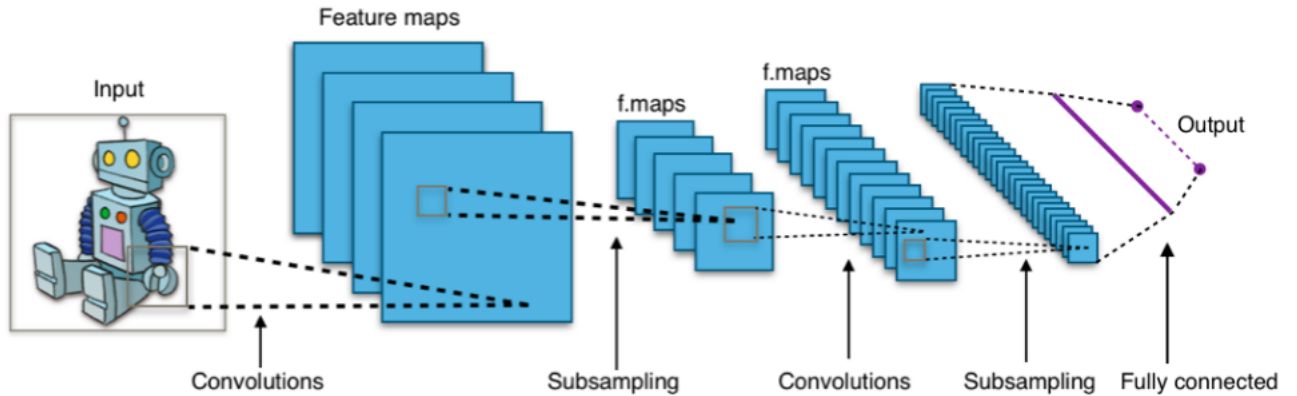 Feature maps
f.maps
f.maps
Input
Output
Convolutions
Subsampling
Convolutions
Subsampling
Fully connected